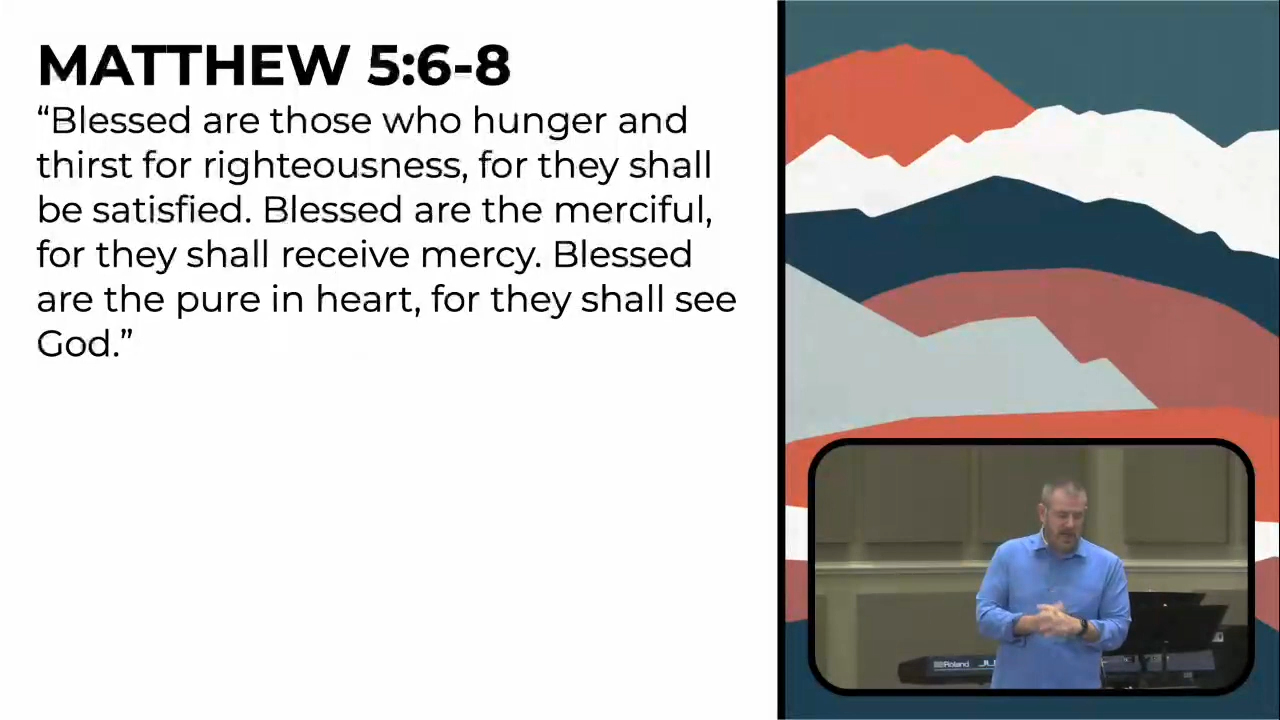 MATTHEW 5:6-8
“Blessed are those who hunger and
thirst for righteousness, for they shall
be satisfied. Blessed are the merciful,
for they shall receive mercy. Blessed
are the pure in heart, for they shall see
God.”
Roland